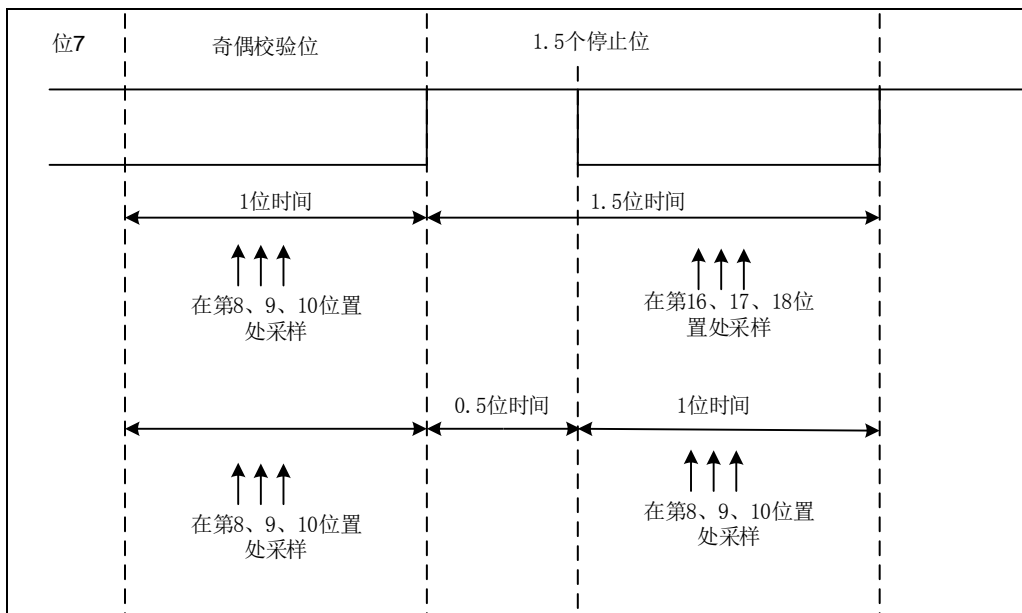 位7
奇偶校验位
1.5个停止位
1位时间
1.5位时间
在第8、9、10位置
处采样
在第16、17、18位
置处采样
0.5位时间
1位时间
在第8、9、10位置
处采样
在第8、9、10位置
处采样